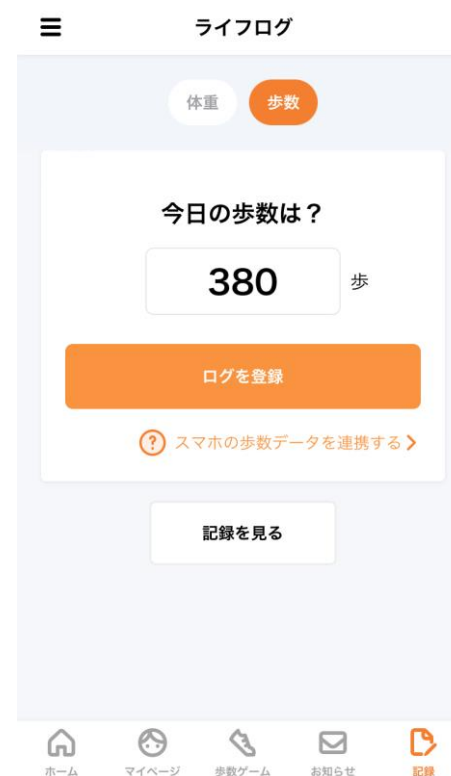 ライフログ
体重 歩数
今日の歩数は？
380 歩
ログを登録
? スマホの歩数データを連携する
記録を見る
ホーム マイページ 歩数ゲーム お知らせ 記録